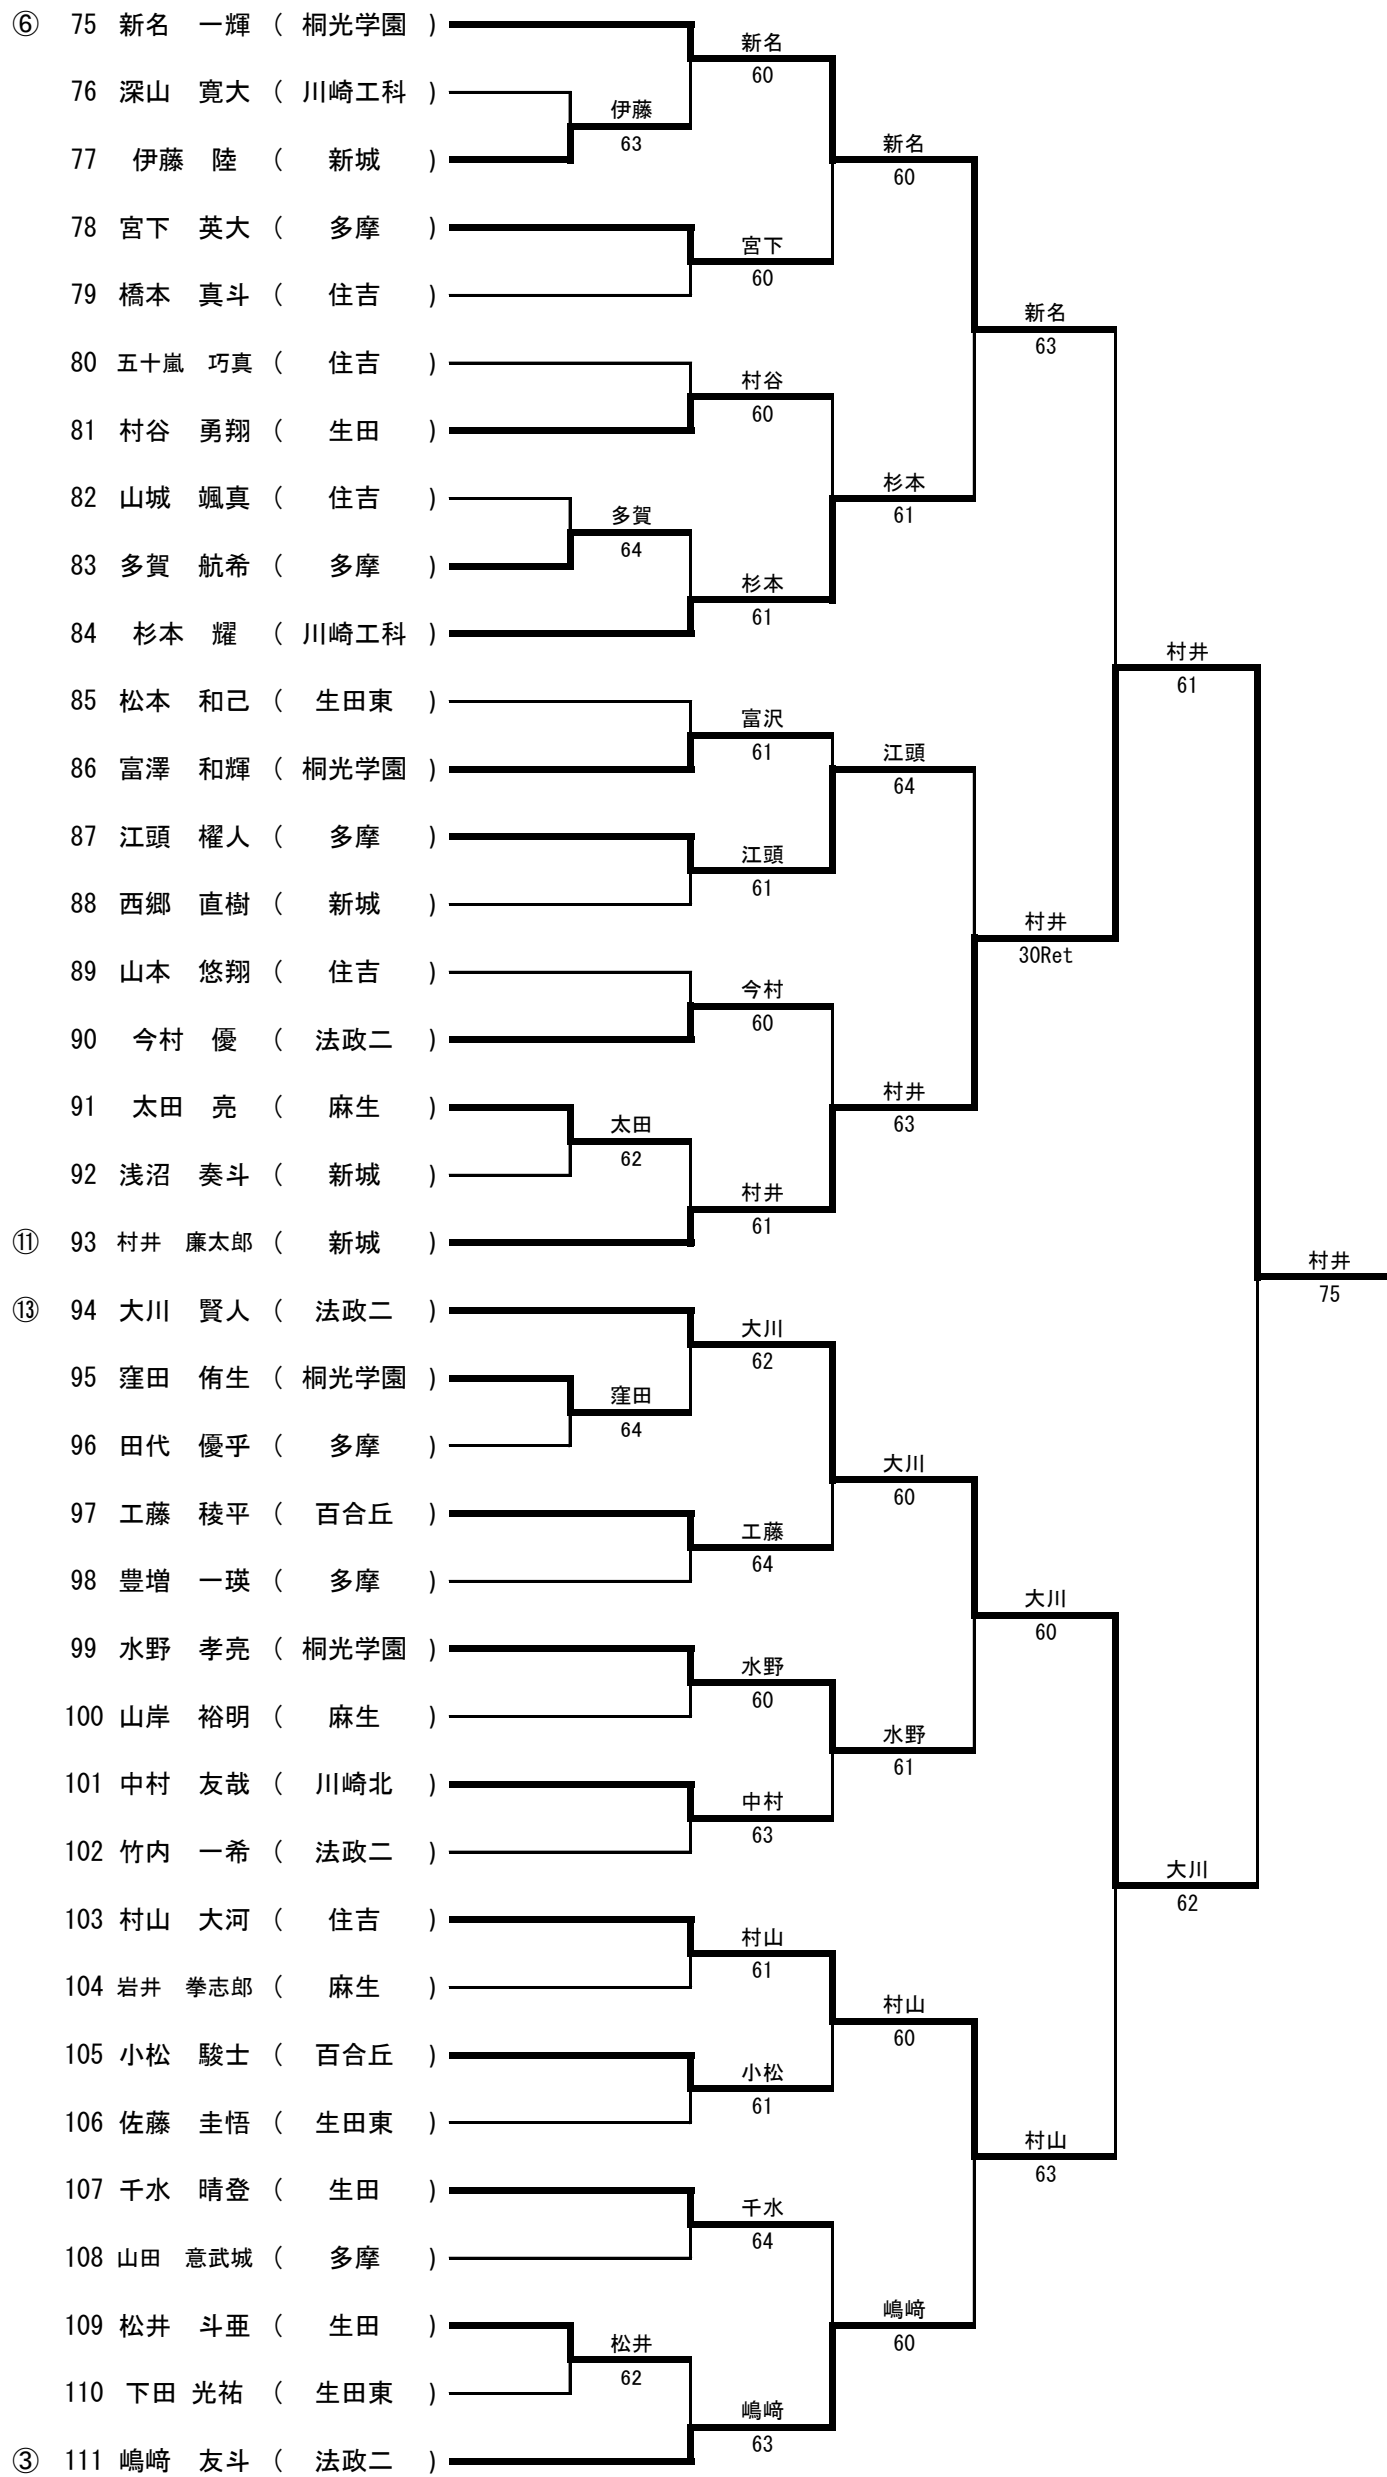 ⑥ 75 新名 一輝 ( 桐光学園 )
新名
60
76 深山 寛大 ( 川崎工科 )
伊藤
63
77 伊藤 陸 ( 新城 )
新名
60
78 宮下 英大 ( 多摩 )
宮下
60
79 橋本 真斗 ( 住吉 )
新名
63
80 五十嵐 巧真 ( 住吉 )
村谷
60
81 村谷 勇翔 ( 生田 )
杉本
61
82 山城 颯真 ( 住吉 )
多賀
64
83 多賀 航希 ( 多摩 )
杉本
61
84 杉本 耀 ( 川崎工科 )
村井
61
85 松本 和己 ( 生田東 )
富沢
61
86 富澤 和輝 ( 桐光学園 )
江頭
64
87 江頭 櫂人 ( 多摩 )
江頭
61
88 西郷 直樹 ( 新城 )
村井
30Ret
89 山本 悠翔 ( 住吉 )
今村
60
90 今村 優 ( 法政二 )
村井
63
91 太田 亮 ( 麻生 )
太田
62
92 浅沼 奏斗 ( 新城 )
村井
61
⑪ 93 村井 廉太郎 ( 新城 )
村井
75
⑬ 94 大川 賢人 ( 法政二 )
大川
62
95 窪田 侑生 ( 桐光学園 )
窪田
64
96 田代 優乎 ( 多摩 )
大川
60
97 工藤 稜平 ( 百合丘 )
工藤
64
98 豊増 一瑛 ( 多摩 )
大川
60
99 水野 孝亮 ( 桐光学園 )
水野
60
100 山岸 裕明 ( 麻生 )
水野
61
101 中村 友哉 ( 川崎北 )
中村
63
102 竹内 一希 ( 法政二 )
大川
62
103 村山 大河 ( 住吉 )
村山
61
104 岩井 拳志郎 ( 麻生 )
村山
60
105 小松 駿士 ( 百合丘 )
小松
61
106 佐藤 圭悟 ( 生田東 )
村山
63
107 千水 晴登 ( 生田 )
千水
64
108 山田 意武城 ( 多摩 )
嶋﨑
60
109 松井 斗亜 ( 生田 )
松井
62
110 下田 光祐 ( 生田東 )
嶋﨑
63
③ 111 嶋﨑 友斗 ( 法政二 )